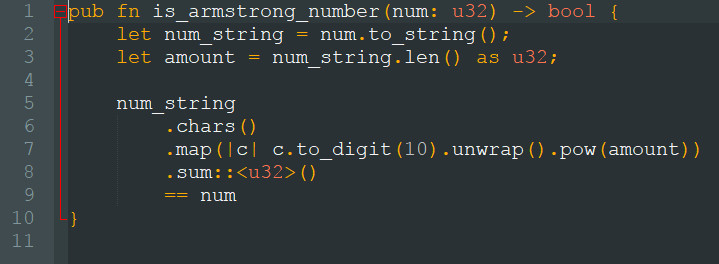 1 pub fn is_armstrong_number(num: u32) -> bool {
2     let num_string = num.to_string();
3     let amount = num_string.len() as u32;
4
5     num_string
6         .chars()
7         .map(|c| c.to_digit(10).unwrap().pow(amount))
8         .sum::<u32>()
9         == num
10 }
11